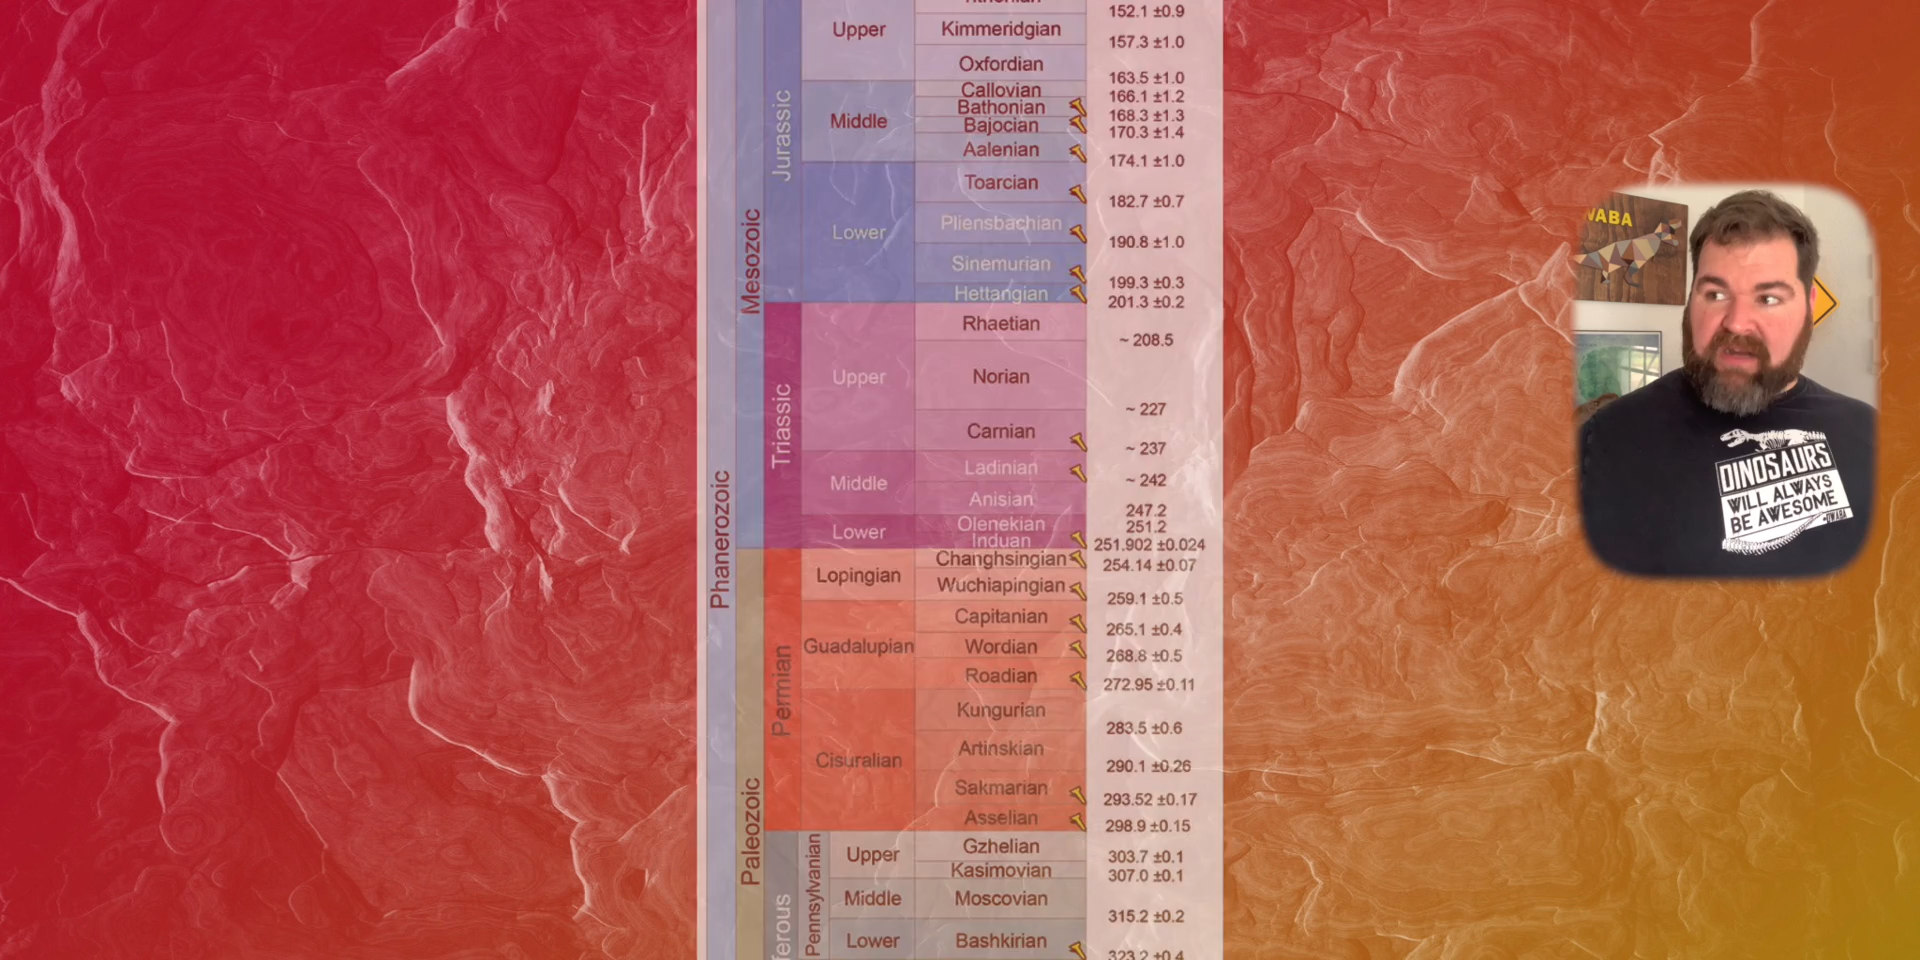 152.1 ±0.9
Upper
Kimmeridgian
157.3 ±1.0
Oxfordian
163.5 ±1.0
Jurassic
Middle
Callovian
166.1 ±1.2
Bathonian
168.3 ±1.3
Bajocian
170.3 ±1.4
Aalenian
174.1 ±1.0
Lower
Toarcian
182.7 ±0.7
Pliensbachian
190.8 ±1.0
Sinemurian
199.3 ±0.3
Hettangian
201.3 ±0.2
Mesozoic
Triassic
Upper
Rhaetian
~ 208.5
Norian
~ 227
Carnian
~ 237
Middle
Ladinian
~ 242
Anisian
247.2
Lower
Olenekian
251.2
Induan
251.902 ±0.024
Phanerozoic
Permian
Lopingian
Changhsingian
254.14 ±0.07
Wuchiapingian
259.1 ±0.5
Guadalupian
Capitanian
265.1 ±0.4
Wordian
268.8 ±0.5
Roadian
272.95 ±0.11
Cisuralian
Kungurian
283.5 ±0.6
Artinskian
290.1 ±0.26
Sakmarian
293.52 ±0.17
Asselian
298.9 ±0.15
Paleozoic
ferous
Pennsylvanian
Upper
Gzhelian
303.7 ±0.1
Kasimovian
307.0 ±0.1
Middle
Moscovian
315.2 ±0.2
Lower
Bashkirian
323.2 ±0.4
WABA
DINOSAURS
WILL ALWAYS
BE AWESOME